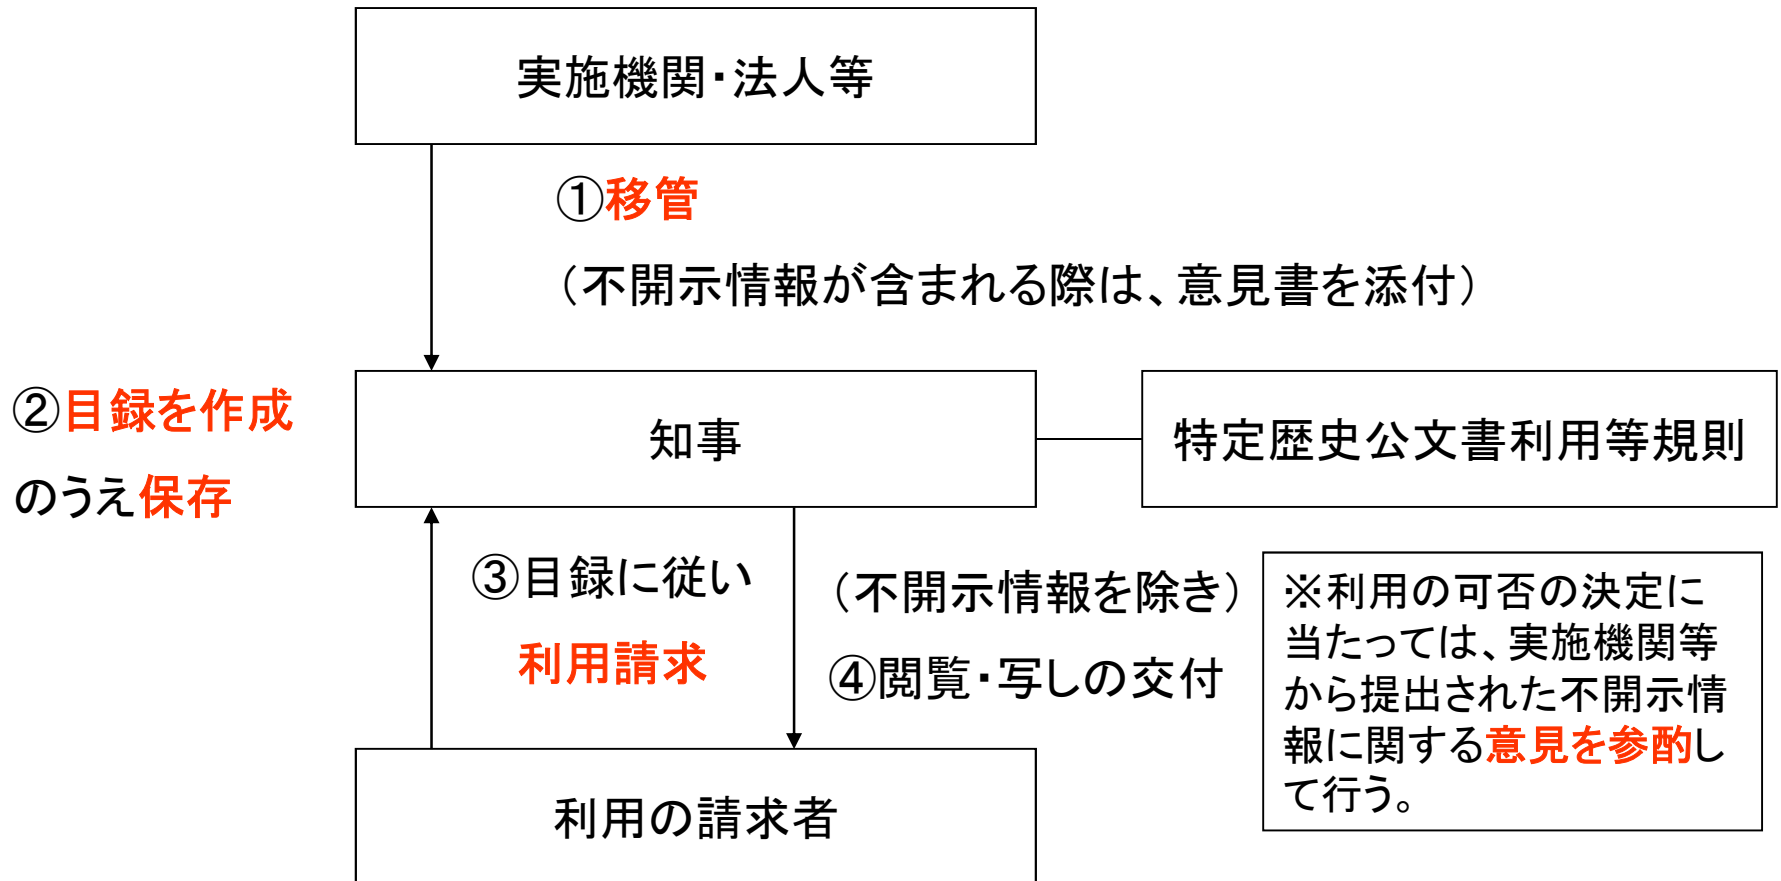 実施機関・法人等
①移管
（不開示情報が含まれる際は、意見書を添付）
②目録を作成
のうえ保存
知事
特定歴史公文書利用等規則
③目録に従い
利用請求
（不開示情報を除き）
④閲覧・写しの交付
※利用の可否の決定に
当たっては、実施機関等
から提出された不開示情
報に関する意見を参酌し
て行う。
利用の請求者